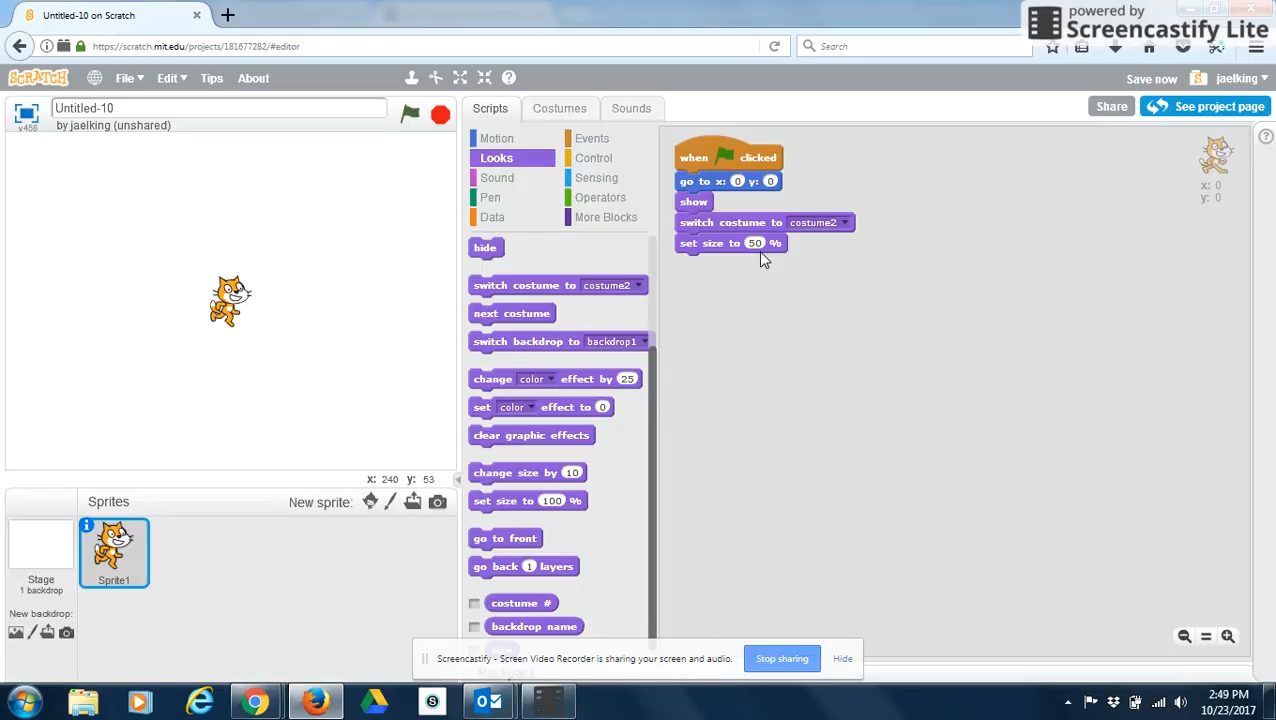 Untitled-10 on Scratch
https://scratch.mit.edu/projects/181677282/#editor
Search
powered by
Screencastify Lite
SCRATCH
File
Edit
Tips
About
Save now
jaelking
Untitled-10
by jaelking (unshared)
v456
Scripts
Costumes
Sounds
Share
See project page
Motion
Events
Looks
Control
Sound
Sensing
Pen
Operators
Data
More Blocks
hide
switch costume to costume2
next costume
switch backdrop to backdrop1
change color effect by 25
set color effect to 0
clear graphic effects
change size by 10
set size to 100 %
go to front
go back 1 layers
costume #
backdrop name
when clicked
go to x: 0 y: 0
show
switch costume to costume2
set size to 50 %
x: 0
y: 0
x: 240 y: 53
Sprites
New sprite:
Stage
1 backdrop
New backdrop:
Sprite1
Screencastify - Screen Video Recorder is sharing your screen and audio.
Stop sharing
Hide
2:49 PM
10/23/2017